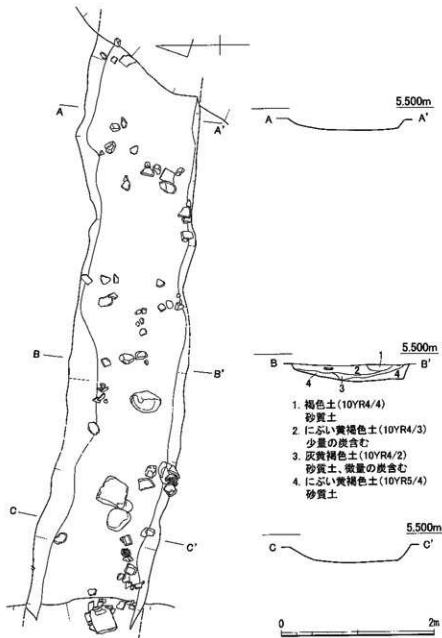 A
A'
A
5.500m
A'
B
B'
B
5.500m
B'
1
2
3
4
4
1. 褐色土(10YR4/4)
砂質土
2. にぶい黄褐色土(10YR4/3)
少量の炭含む
3. 灰黄褐色土(10YR4/2)
砂質土、微量の炭含む
4. にぶい黄褐色土(10YR5/4)
砂質土
C
C'
C
5.500m
C'
0
2m